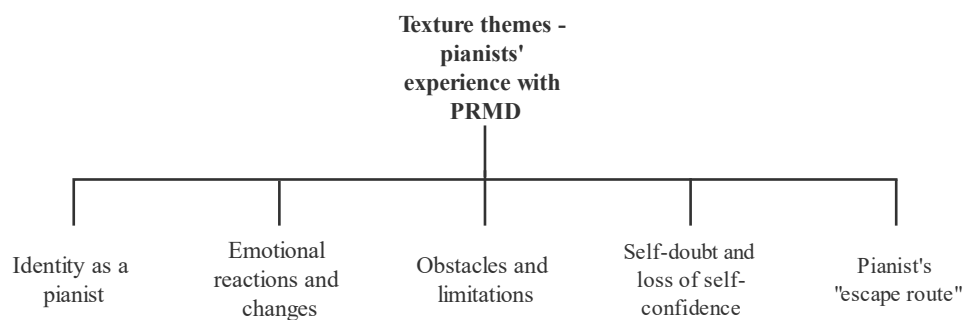 Texture themes -
pianists'
experience with
PRMD
Identity as a
pianist
Emotional
reactions and
changes
Obstacles and
limitations
Self-doubt and
loss of self-
confidence
Pianist's
"escape route"